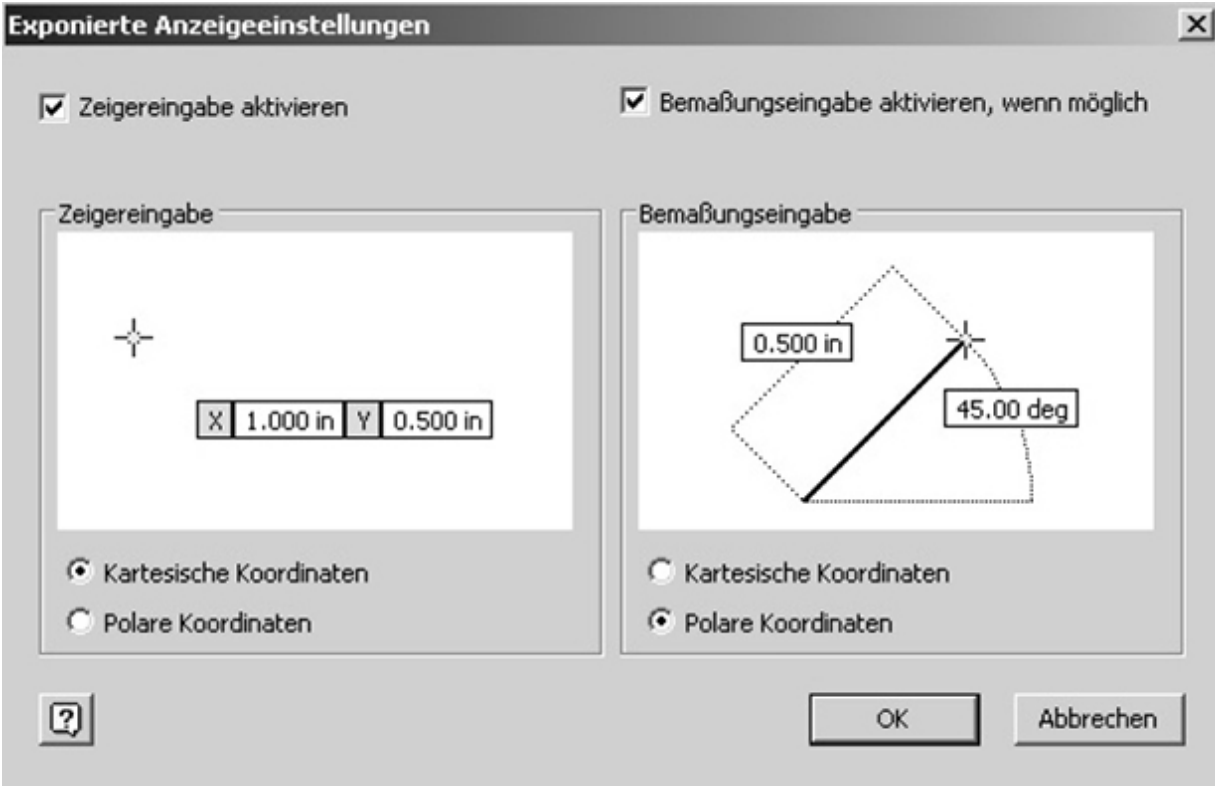 Exponierte Anzeigeeinstellungen
Zeigereingabe aktivieren
Bemaßungseingabe aktivieren, wenn möglich
Zeigereingabe
X 1.000 in Y 0.500 in
Kartesische Koordinaten
Polare Koordinaten
Bemaßungseingabe
0.500 in
45.00 deg
Kartesische Koordinaten
Polare Koordinaten
?
OK
Abbrechen